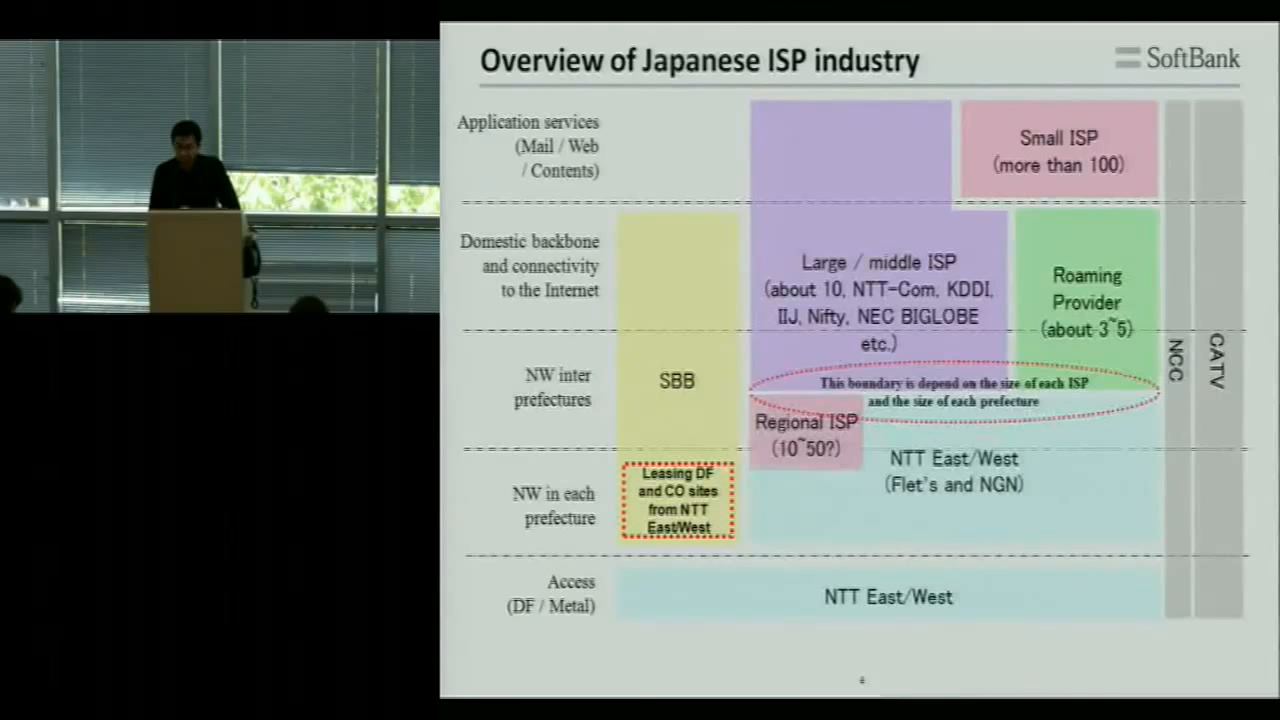 Overview of Japanese ISP industry
SoftBank
Application services
(Mail / Web
/ Contents)
Small ISP
(more than 100)
Domestic backbone
and connectivity
to the Internet
Large / middle ISP
(about 10, NTT-Com, KDDI,
IIJ, Nifty, NEC BIGLOBE
etc.)
Roaming
Provider
(about 3~5)
NCC
CATV
NW inter
prefectures
SBB
This boundary is depend on the size of each ISP
and the size of each prefecture
Regional ISP
(10~50?)
NTT East/West
(Flet's and NGN)
NW in each
prefecture
Leasing DF
and CO sites
from NTT
East/West
Access
(DF / Metal)
NTT East/West